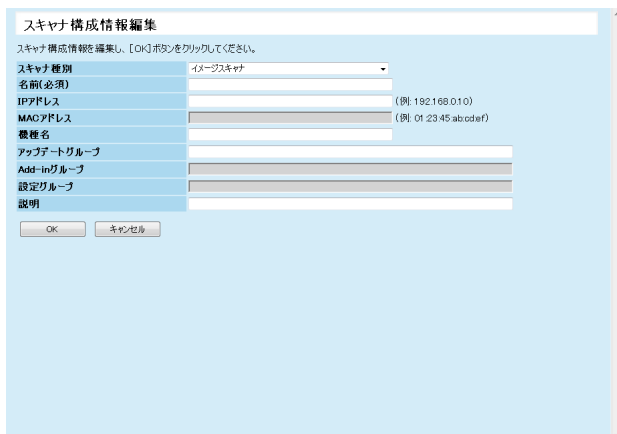 スキャナ構成情報編集
スキャナ構成情報を編集し、[OK]ボタンをクリックしてください。
スキャナ種別 イメージスキャナ
名前(必須)
IPアドレス (例: 192.168.0.10)
MACアドレス (例: 01:23:45:ab:cd:ef)
機種名
アップデートグループ
Add-inグループ
設定グループ
説明
OK キャンセル